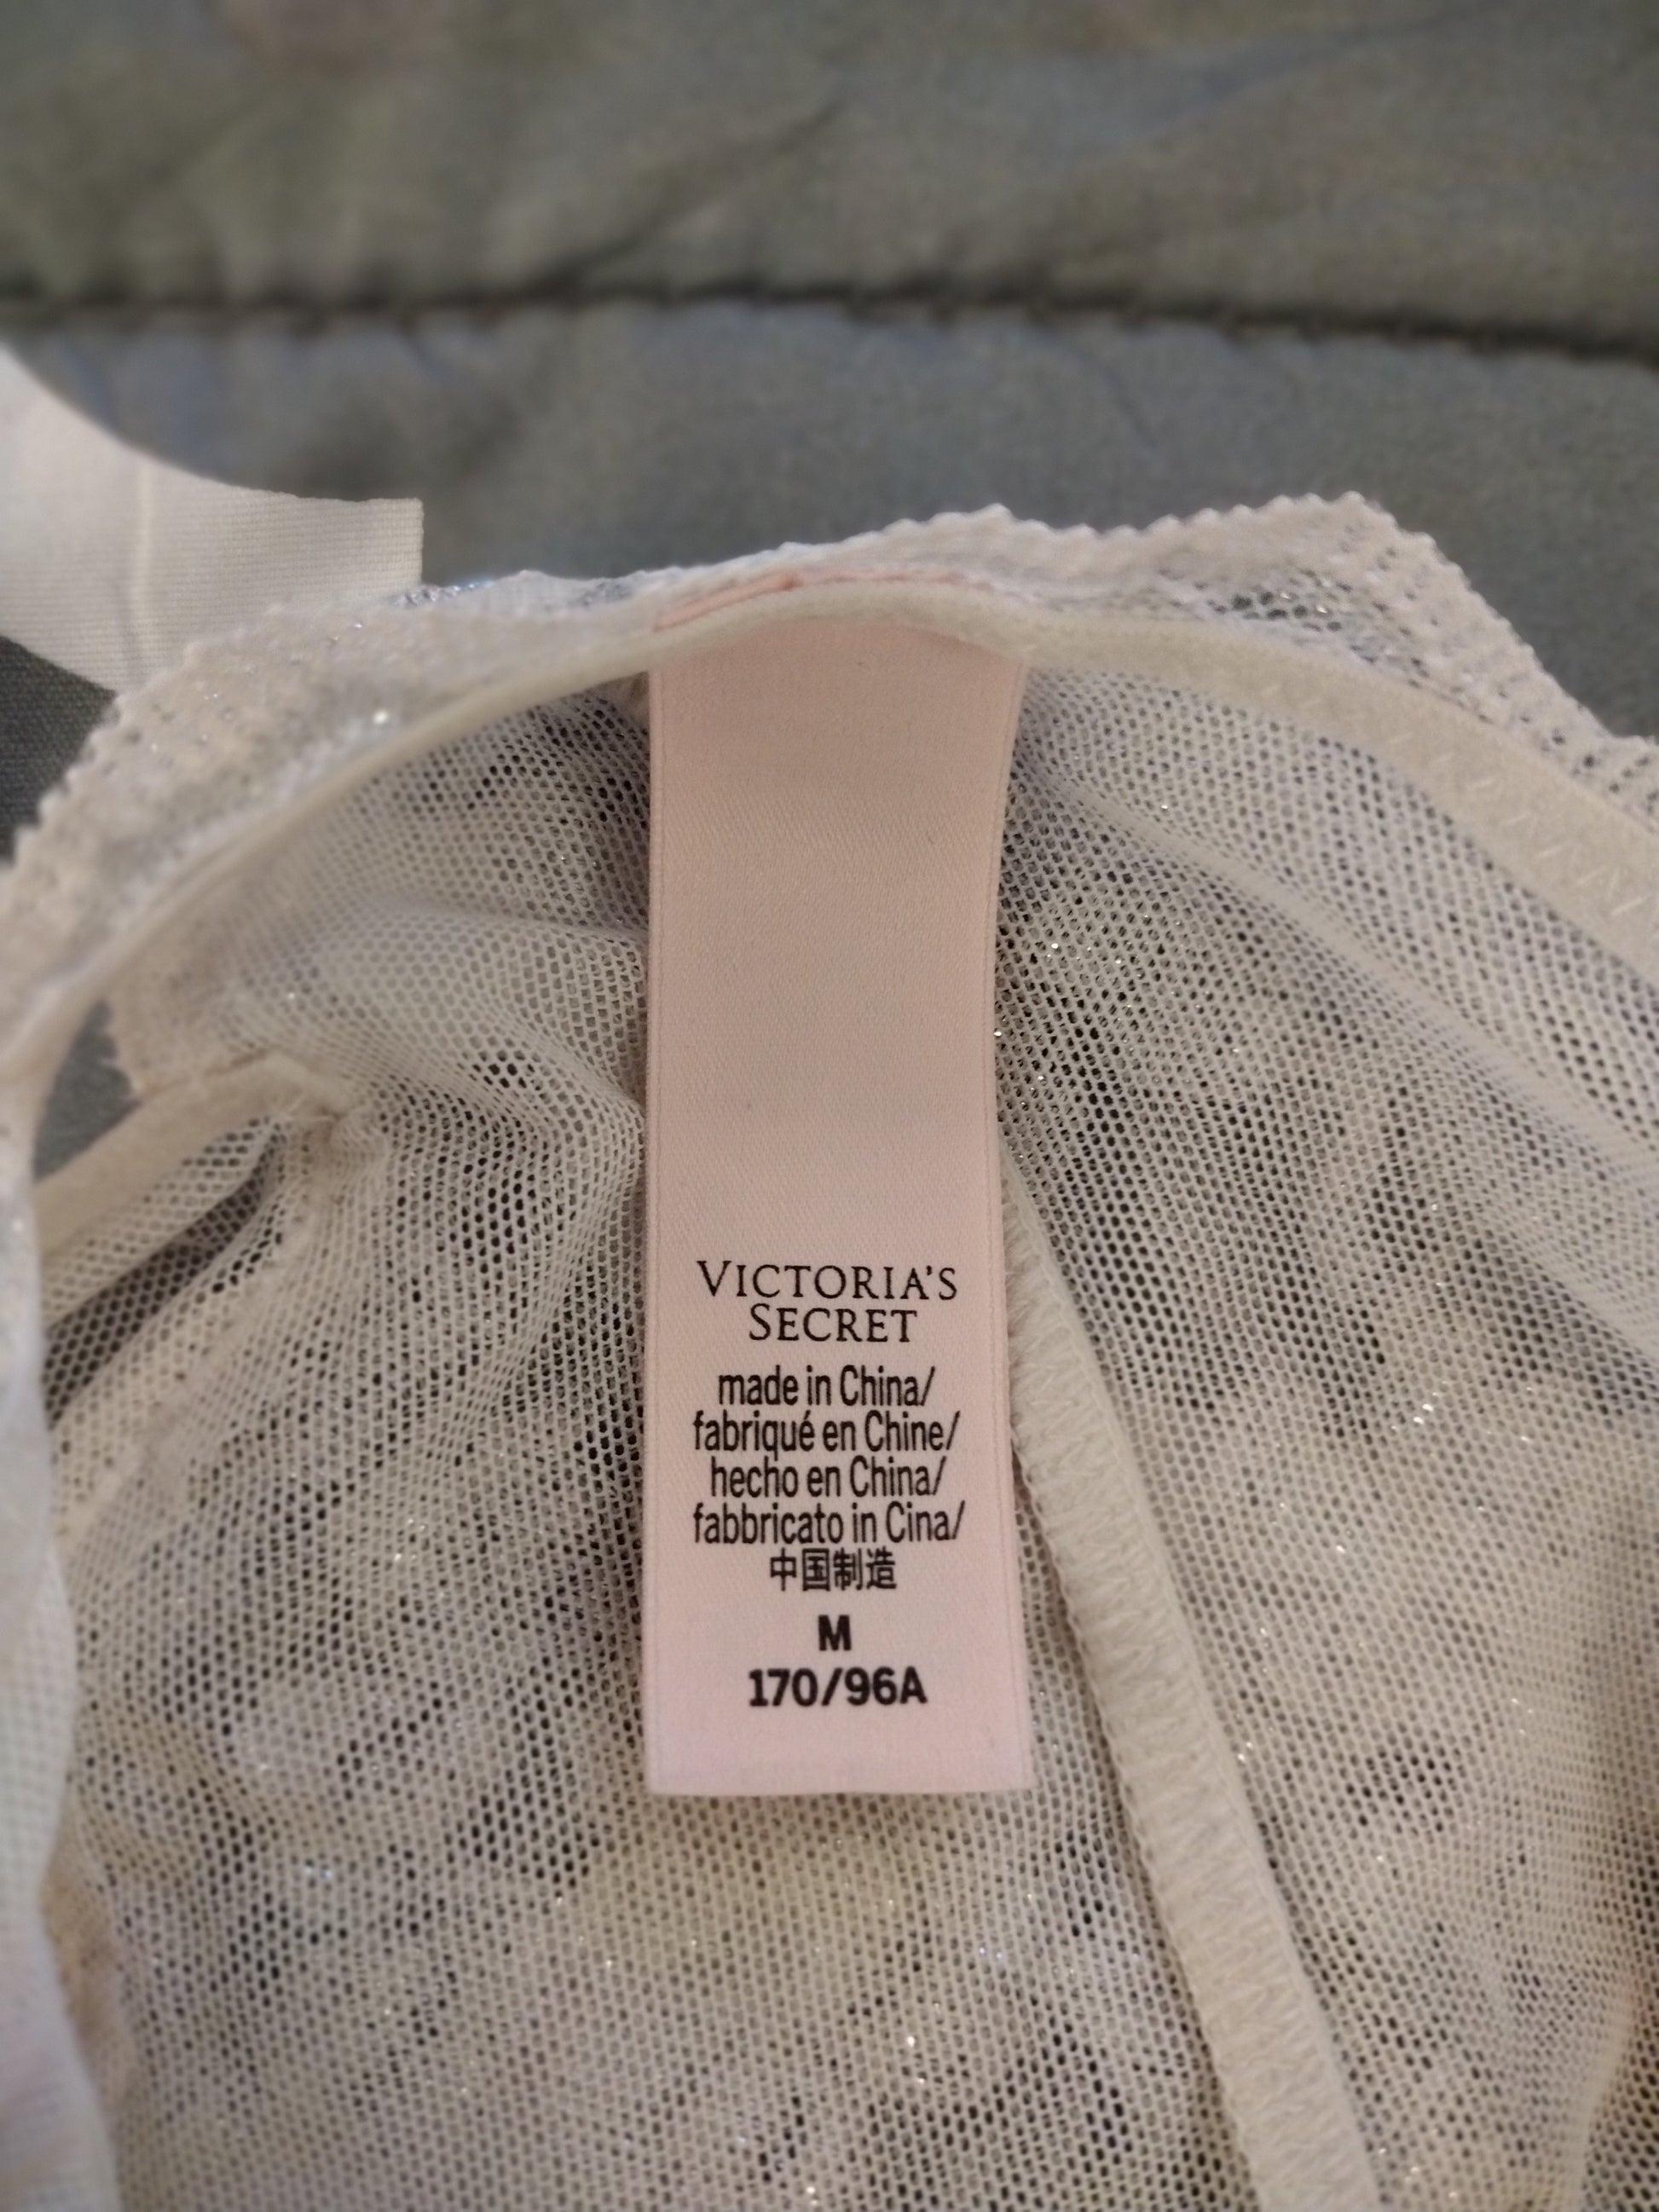 VICTORIA'S
SECRET
made in China/
fabriqué en Chine/
hecho en China/
fabbricato in Cina/
中国制造
M
170/96A